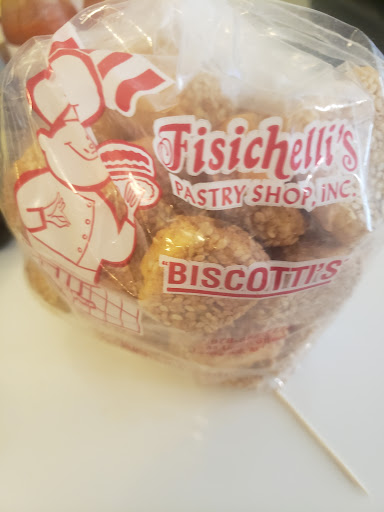 Fisichelli's
PASTRY SHOP, INC.
BISCOTTI'S